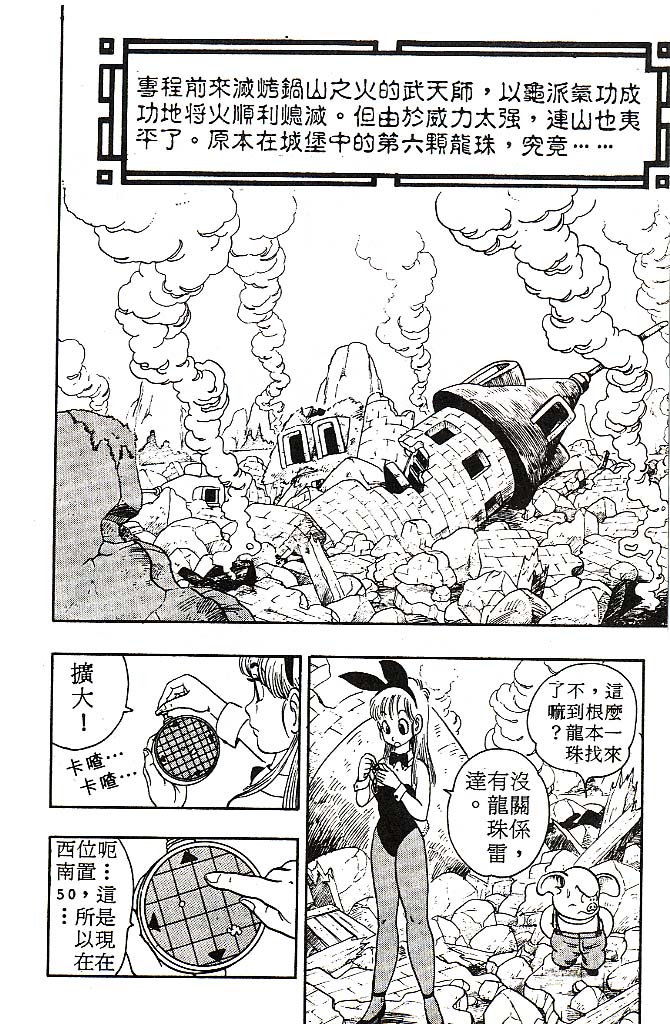 專程前來滅烤鍋山之火的武天師，以龜派氣功成
功地將火順利熄滅。但由於威力太强，連山也夷
平了。原本在城堡中的第六顆龍珠，究竟……
這麼一來
，根本找
不到龍珠
了嘛？
沒關係，
有龍珠雷
達。
擴大！
卡喳…
卡喳…
呃…這是現在
位置，所以在
西南50……